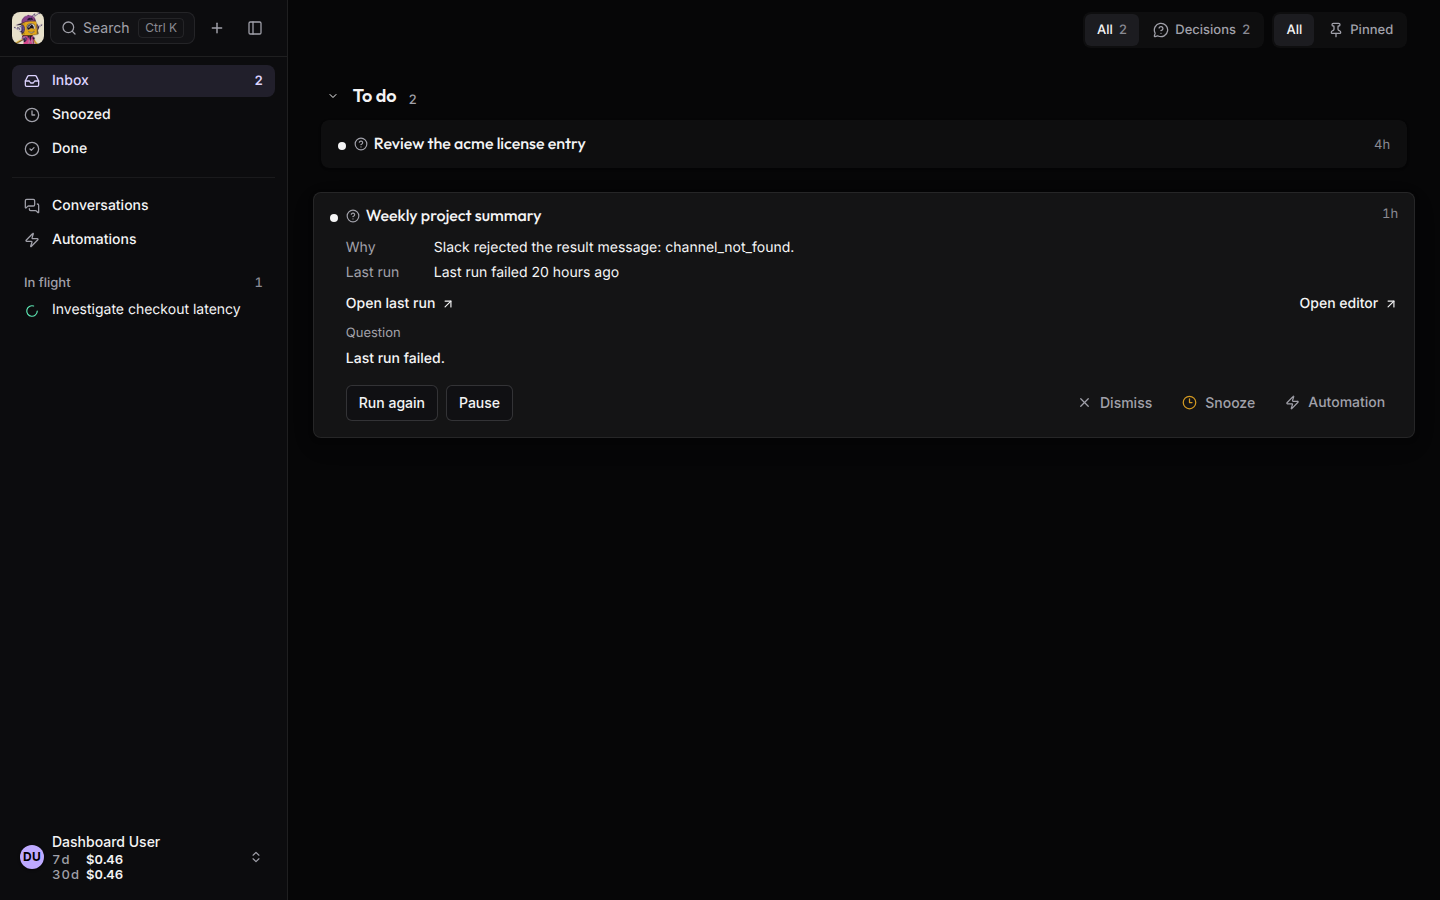 Search Ctrl K
Inbox 2
Snoozed
Done
Conversations
Automations
In flight 1
Investigate checkout latency
DU
Dashboard User
7d $0.46
30d $0.46
All 2 Decisions 2 All Pinned
To do 2
Review the acme license entry 4h
Weekly project summary 1h
Why Slack rejected the result message: channel_not_found.
Last run Last run failed 20 hours ago
Open last run Open editor
Question
Last run failed.
Run again Pause Dismiss Snooze Automation